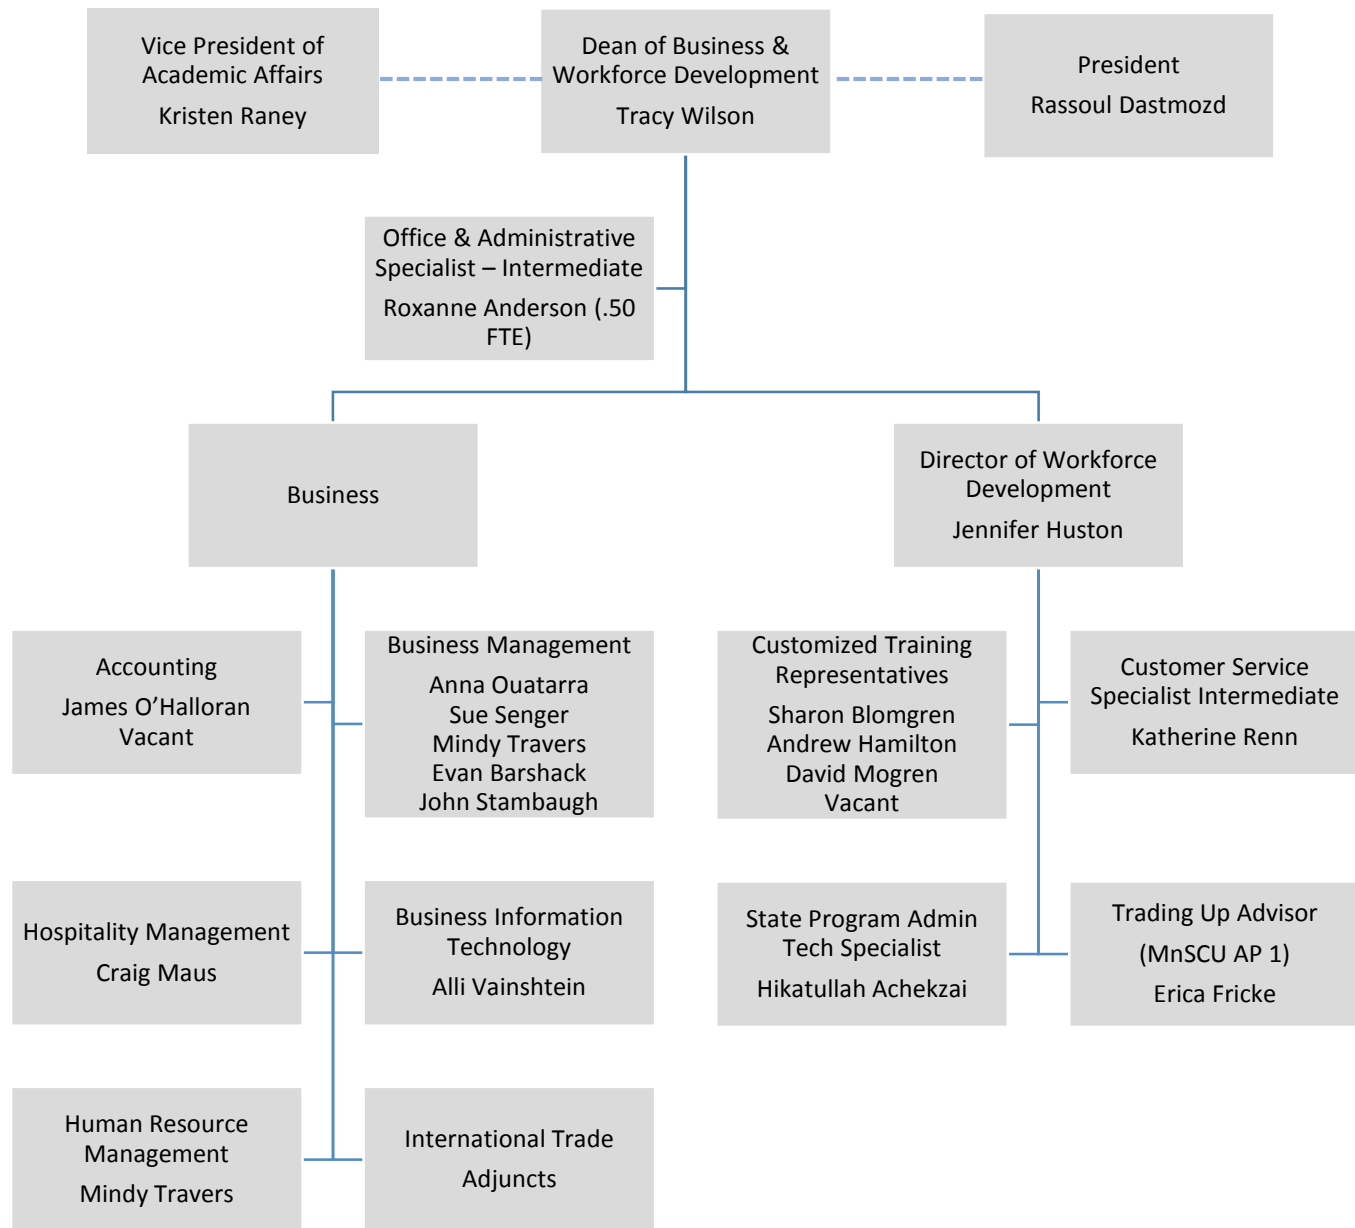 Vice President of
Academic Affairs
Kristen Raney
Dean of Business &
Workforce Development
Tracy Wilson
President
Rassoul Dastmozd
Office & Administrative
Specialist – Intermediate
Roxanne Anderson (.50
FTE)
Business
Director of Workforce
Development
Jennifer Huston
Accounting
James O’Halloran
Vacant
Business Management
Anna Ouatarra
Sue Senger
Mindy Travers
Evan Barshack
John Stambaugh
Customized Training
Representatives
Sharon Blomgren
Andrew Hamilton
David Mogren
Vacant
Customer Service
Specialist Intermediate
Katherine Renn
Hospitality Management
Craig Maus
Business Information
Technology
Alli Vainshtein
State Program Admin
Tech Specialist
Hikatullah Achekzai
Trading Up Advisor
(MnSCU AP 1)
Erica Fricke
Human Resource
Management
Mindy Travers
International Trade
Adjuncts